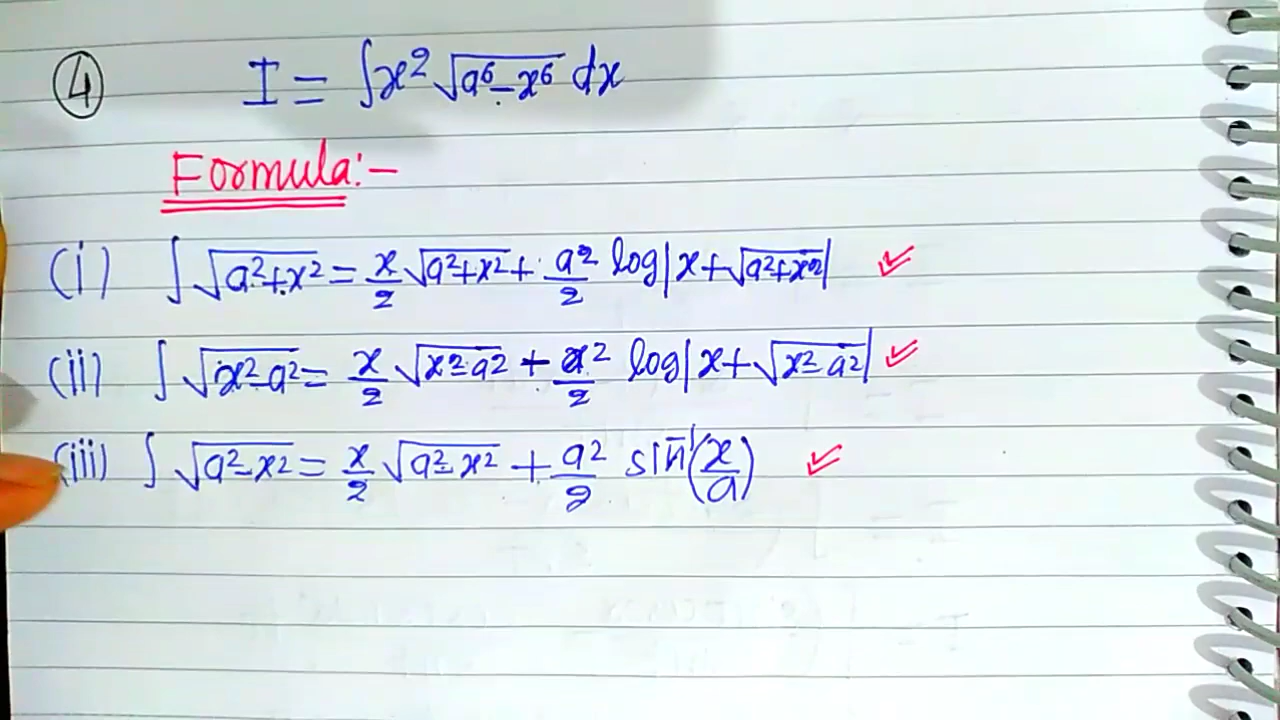 ④ I = ∫x² √(a⁶-x⁶) dx
Formula:-
(i) ∫ √(a²+x²) = x/2 √(a²+x²) + a²/2 log|x+√(a²+x²)| ✓
(ii) ∫ √(x²-a²) = x/2 √(x²-a²) + a²/2 log|x+√(x²-a²)| ✓
(iii) ∫ √(a²-x²) = x/2 √(a²-x²) + a²/2 sin⁻¹(x/a) ✓